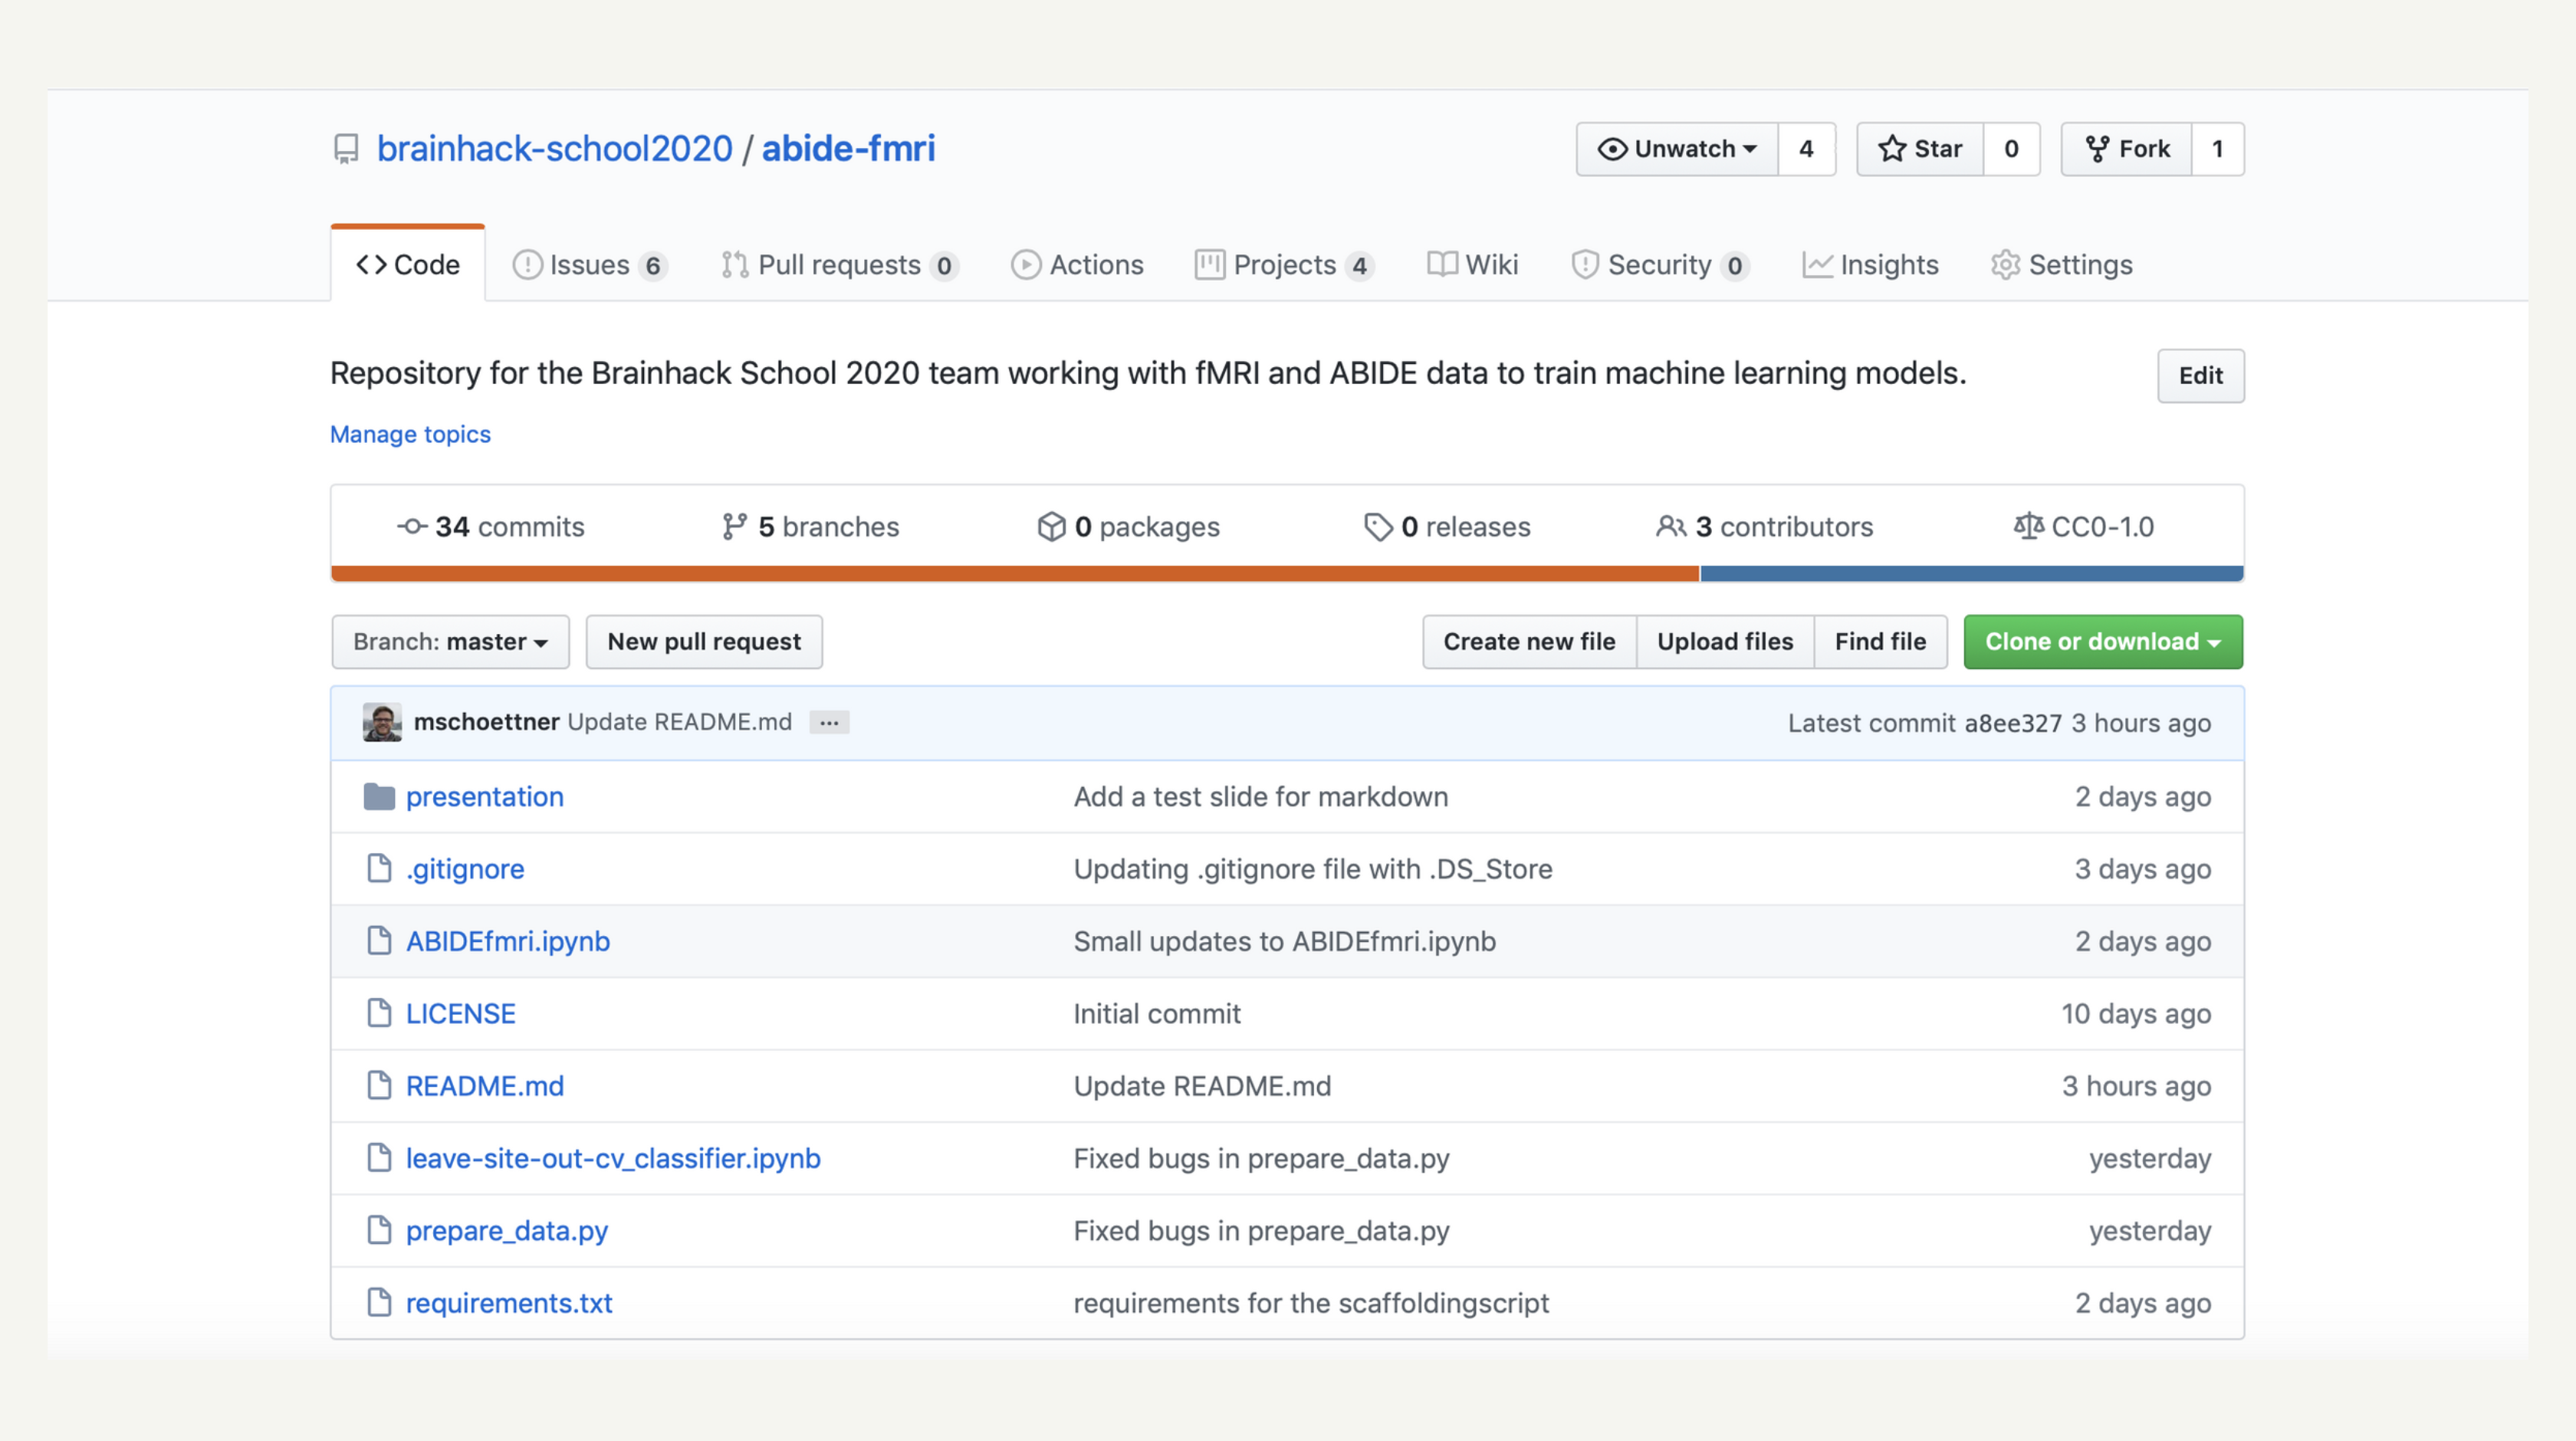 brainhack-school2020 / abide-fmri
Unwatch 4 Star 0 Fork 1
Code Issues 6 Pull requests 0 Actions Projects 4 Wiki Security 0 Insights Settings
Repository for the Brainhack School 2020 team working with fMRI and ABIDE data to train machine learning models. Edit
Manage topics
34 commits 5 branches 0 packages 0 releases 3 contributors CC0-1.0
Branch: master New pull request Create new file Upload files Find file Clone or download
mschoettner Update README.md ... Latest commit a8ee327 3 hours ago
presentation Add a test slide for markdown 2 days ago
.gitignore Updating .gitignore file with .DS_Store 3 days ago
ABIDEfmri.ipynb Small updates to ABIDEfmri.ipynb 2 days ago
LICENSE Initial commit 10 days ago
README.md Update README.md 3 hours ago
leave-site-out-cv_classifier.ipynb Fixed bugs in prepare_data.py yesterday
prepare_data.py Fixed bugs in prepare_data.py yesterday
requirements.txt requirements for the scaffoldingscript 2 days ago